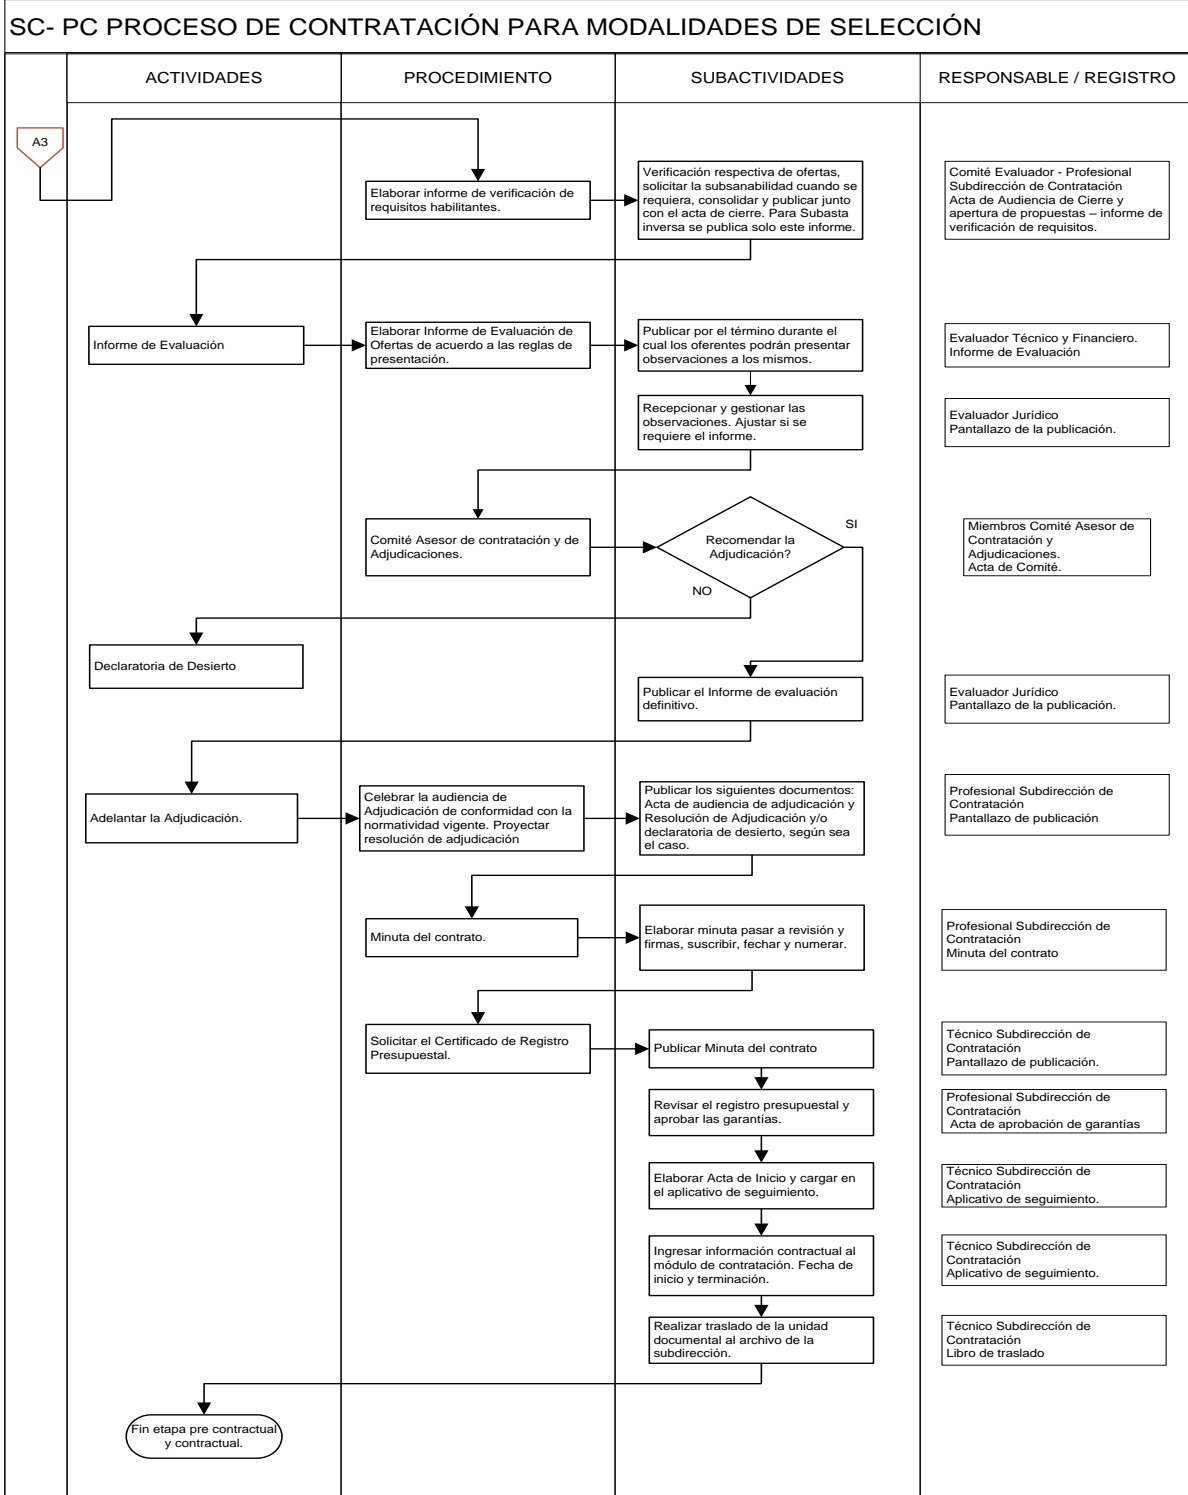 SC- PC PROCESO DE CONTRATACIÓN PARA MODALIDADES DE SELECCIÓN
ACTIVIDADES
PROCEDIMIENTO
SUBACTIVIDADES
RESPONSABLE / REGISTRO
A3
Elaborar informe de verificación de
requisitos habilitantes.
Verificación respectiva de ofertas,
solicitar la subsanabilidad cuando se
requiera, consolidar y publicar junto
con el acta de cierre. Para Subasta
inversa se publica solo este informe.
Comité Evaluador - Profesional
Subdirección de Contratación
Acta de Audiencia de Cierre y
apertura de propuestas – informe de
verificación de requisitos.
Informe de Evaluación
Elaborar Informe de Evaluación de
Ofertas de acuerdo a las reglas de
presentación.
Publicar por el término durante el
cual los oferentes podrán presentar
observaciones a los mismos.
Evaluador Técnico y Financiero.
Informe de Evaluación
Recepcionar y gestionar las
observaciones. Ajustar si se
requiere el informe.
Evaluador Jurídico
Pantallazo de la publicación.
Comité Asesor de contratación y de
Adjudicaciones.
Recomendar la
Adjudicación?
SI
NO
Miembros Comité Asesor de
Contratación y
Adjudicaciones.
Acta de Comité.
Declaratoria de Desierto
Publicar el Informe de evaluación
definitivo.
Evaluador Jurídico
Pantallazo de la publicación.
Adelantar la Adjudicación.
Celebrar la audiencia de
Adjudicación de conformidad con la
normatividad vigente. Proyectar
resolución de adjudicación
Publicar los siguientes documentos:
Acta de audiencia de adjudicación y
Resolución de Adjudicación y/o
declaratoria de desierto, según sea
el caso.
Profesional Subdirección de
Contratación
Pantallazo de publicación
Minuta del contrato.
Elaborar minuta pasar a revisión y
firmas, suscribir, fechar y numerar.
Profesional Subdirección de
Contratación
Minuta del contrato
Solicitar el Certificado de Registro
Presupuestal.
Publicar Minuta del contrato
Técnico Subdirección de
Contratación
Pantallazo de publicación.
Revisar el registro presupuestal y
aprobar las garantías.
Profesional Subdirección de
Contratación
Acta de aprobación de garantías
Elaborar Acta de Inicio y cargar en
el aplicativo de seguimiento.
Técnico Subdirección de
Contratación
Aplicativo de seguimiento.
Ingresar información contractual al
módulo de contratación. Fecha de
inicio y terminación.
Técnico Subdirección de
Contratación
Aplicativo de seguimiento.
Realizar traslado de la unidad
documental al archivo de la
subdirección.
Técnico Subdirección de
Contratación
Libro de traslado
Fin etapa pre contractual
y contractual.